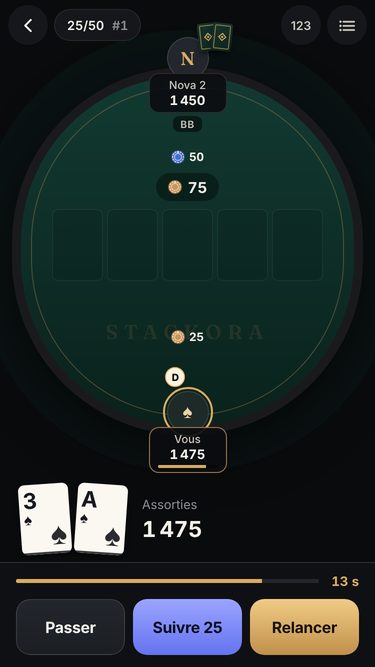 25/50 #1
123
N
Nova 2
1 450
BB
50
75
STACKORA
25
D
Vous
1 475
3
A
Assorties
1 475
13 s
Passer
Suivre 25
Relancer